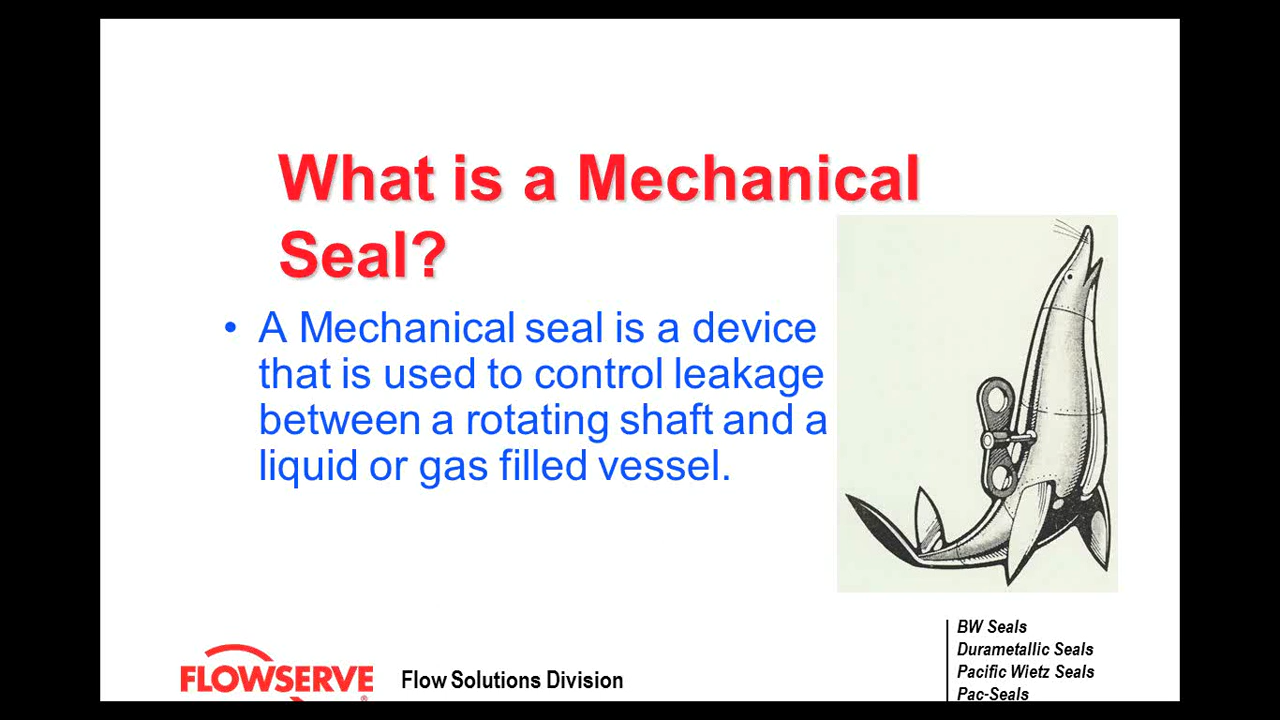 What is a Mechanical
Seal?
• A Mechanical seal is a device
that is used to control leakage
between a rotating shaft and a
liquid or gas filled vessel.
FLOWSERVE
®
Flow Solutions Division
BW Seals
Durametallic Seals
Pacific Wietz Seals
Pac-Seals